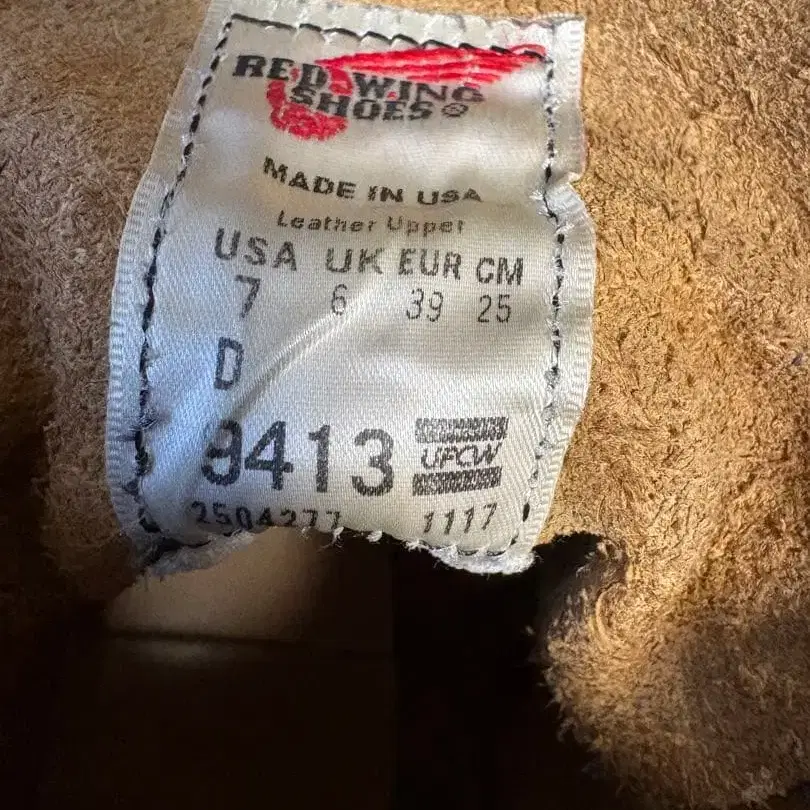 RED WING
SHOES®
MADE IN USA
Leather Upper
USA UK EUR CM
7 6 39 25
D
9413 UFCW
2504277 1117